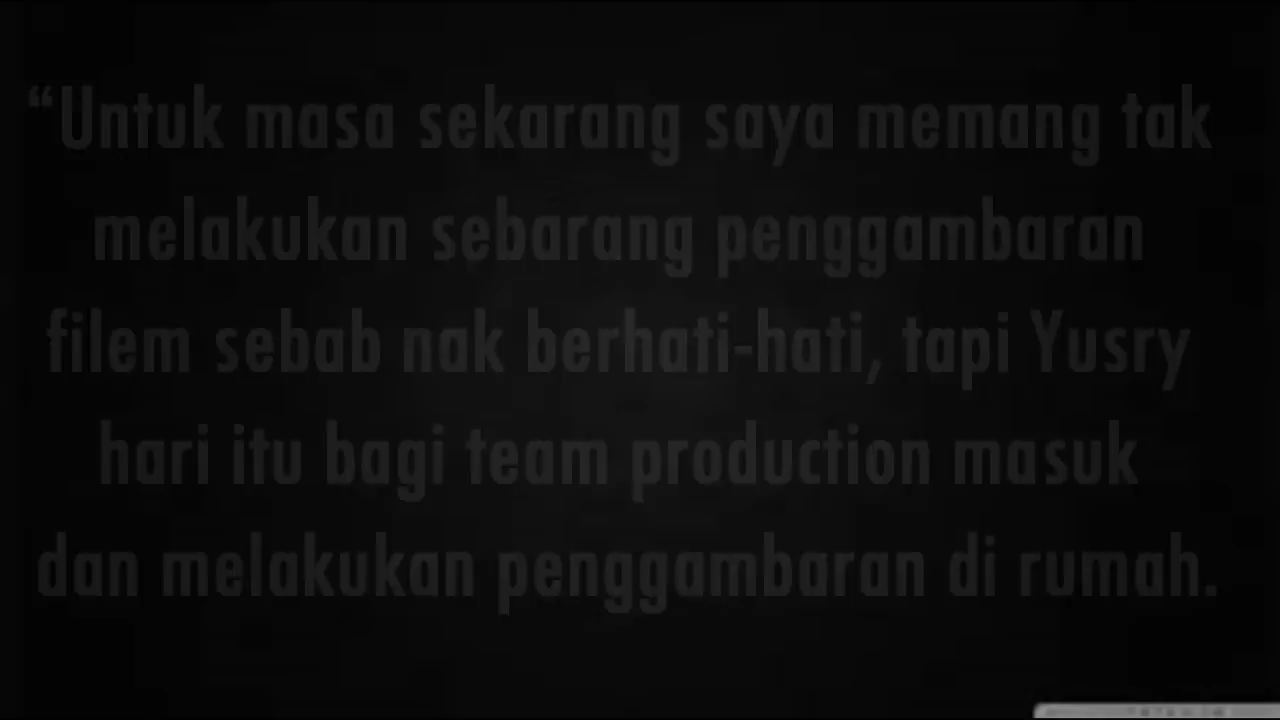 “Untuk masa sekarang saya memang tak
melakukan sebarang penggambaran
filem sebab nak berhati-hati, tapi Yusry
hari itu bagi team production masuk
dan melakukan penggambaran di rumah.